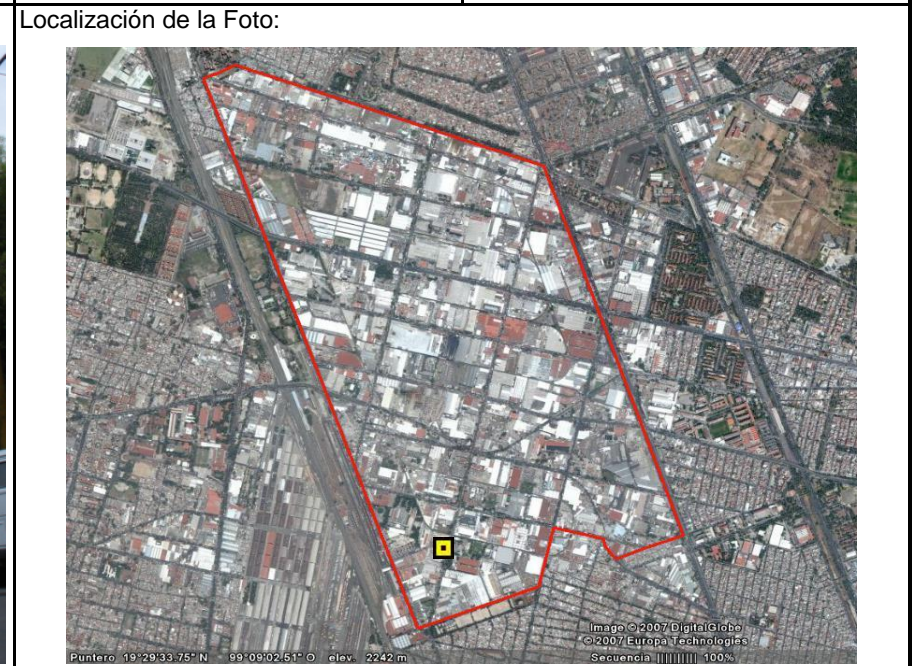 Localización de la Foto:
Image © 2007 DigitalGlobe
© 2007 Europa Technologies
Puntero 19°29'33.75" N 99°09'02.51" O elev. 2242 m Secuencia |||||||||| 100%